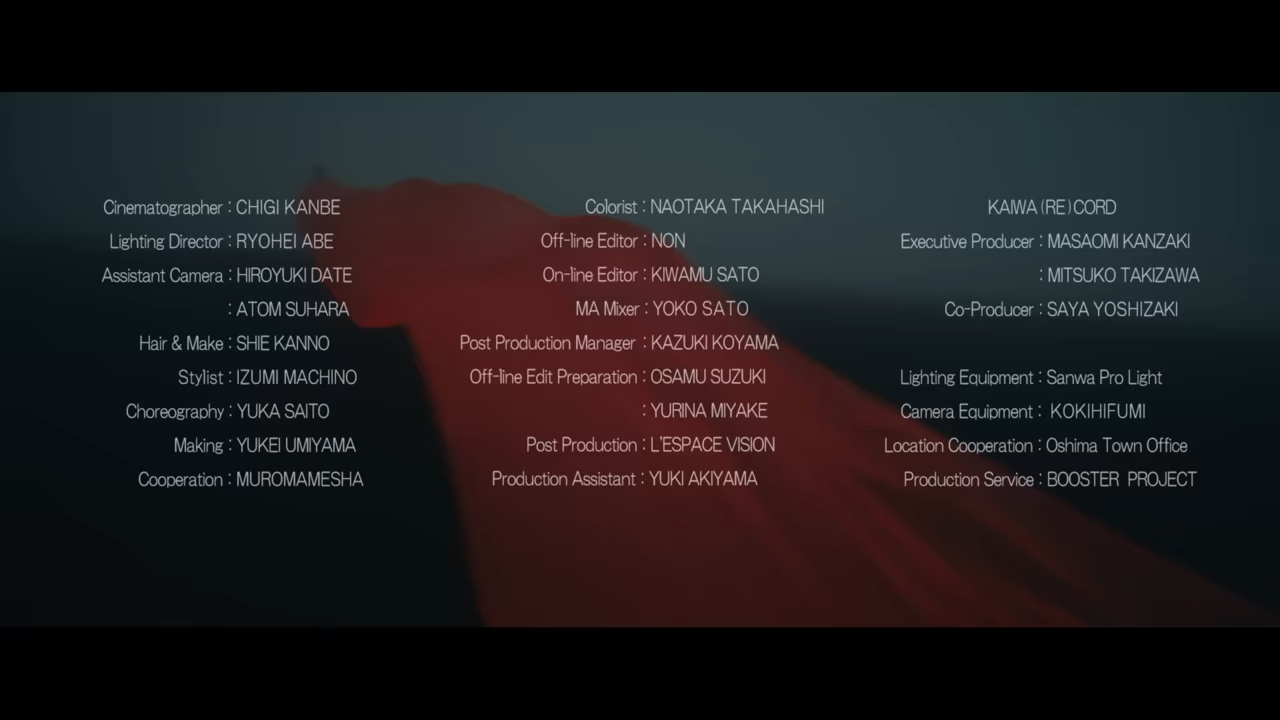 Cinematographer : CHIGI KANBE
Lighting Director : RYOHEI ABE
Assistant Camera : HIROYUKI DATE
: ATOM SUHARA
Hair & Make : SHIE KANNO
Stylist : IZUMI MACHINO
Choreography : YUKA SAITO
Making : YUKEI UMIYAMA
Cooperation : MUROMAMESHA
Colorist : NAOTAKA TAKAHASHI
Off-line Editor : NON
On-line Editor : KIWAMU SATO
MA Mixer : YOKO SATO
Post Production Manager : KAZUKI KOYAMA
Off-line Edit Preparation : OSAMU SUZUKI
: YURINA MIYAKE
Post Production : L'ESPACE VISION
Production Assistant : YUKI AKIYAMA
KAIWA (RE) CORD
Executive Producer : MASAOMI KANZAKI
: MITSUKO TAKIZAWA
Co-Producer : SAYA YOSHIZAKI
Lighting Equipment : Sanwa Pro Light
Camera Equipment : KOKIHIFUMI
Location Cooperation : Oshima Town Office
Production Service : BOOSTER PROJECT